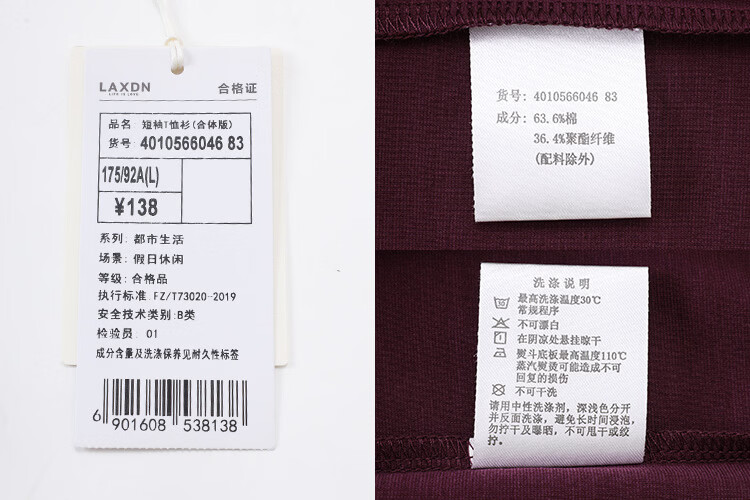 LAXDN
LIFE IS LOVE
合格证
品名 短袖T恤衫(合体版)
货号: 4010566046 83
175/92A(L)
¥138
系列: 都市生活
场景: 假日休闲
等级: 合格品
执行标准: FZ/T73020-2019
安全技术类别: B类
检验员: 01
成分含量及洗涤保养见耐久性标签
6 901608 538138
货号: 4010566046 83
成分: 63.6%棉
36.4%聚酯纤维
(配料除外)
洗涤说明
最高洗涤温度30℃
常规程序
不可漂白
在阴凉处悬挂晾干
熨斗底板最高温度110℃
蒸汽熨烫可能造成不可
回复的损伤
不可干洗
请用中性洗涤剂，深浅色分开
并反面洗涤，避免长时间浸泡，
勿拧干及曝晒，不可甩干或绞
拧。